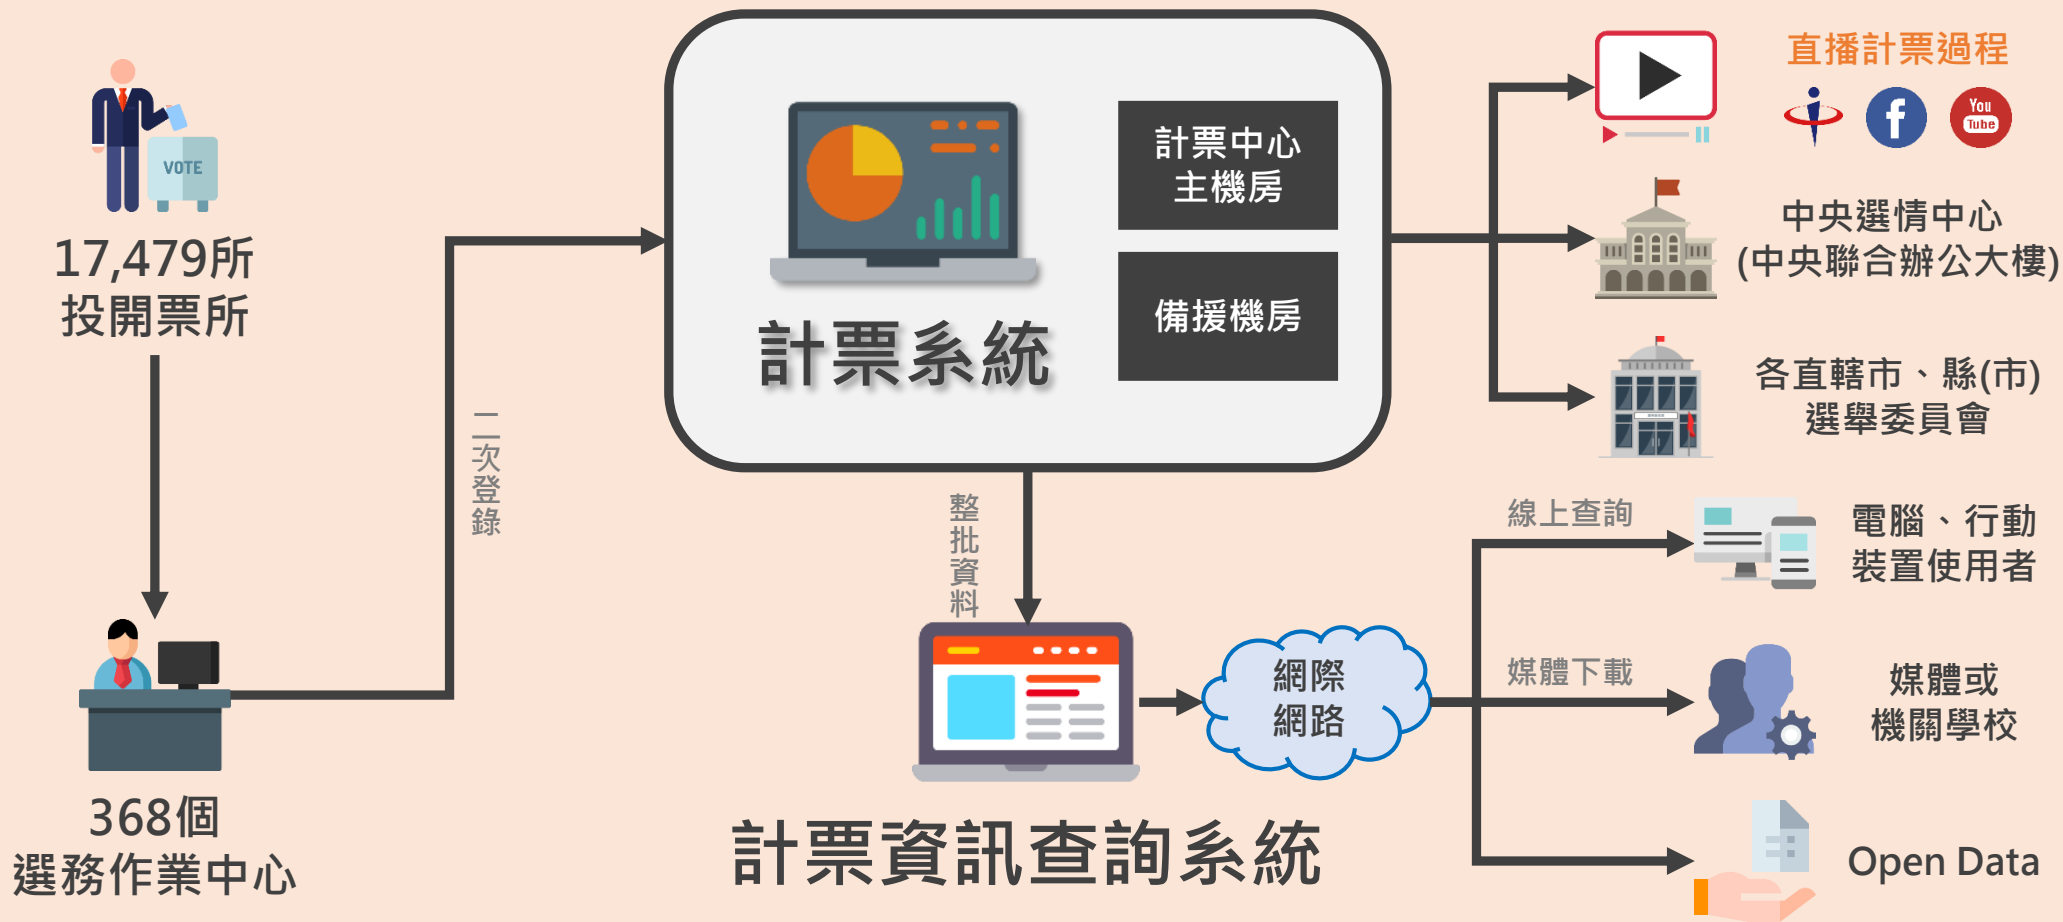 VOTE
17,479所
投開票所
368個
選務作業中心
二次登錄
計票系統
計票中心
主機房
備援機房
整批資料
計票資訊查詢系統
網際
網路
直播計票過程
f
You
Tube
中央選情中心
(中央聯合辦公大樓)
各直轄市、縣(市)
選舉委員會
線上查詢
電腦、行動
裝置使用者
媒體下載
媒體或
機關學校
Open Data